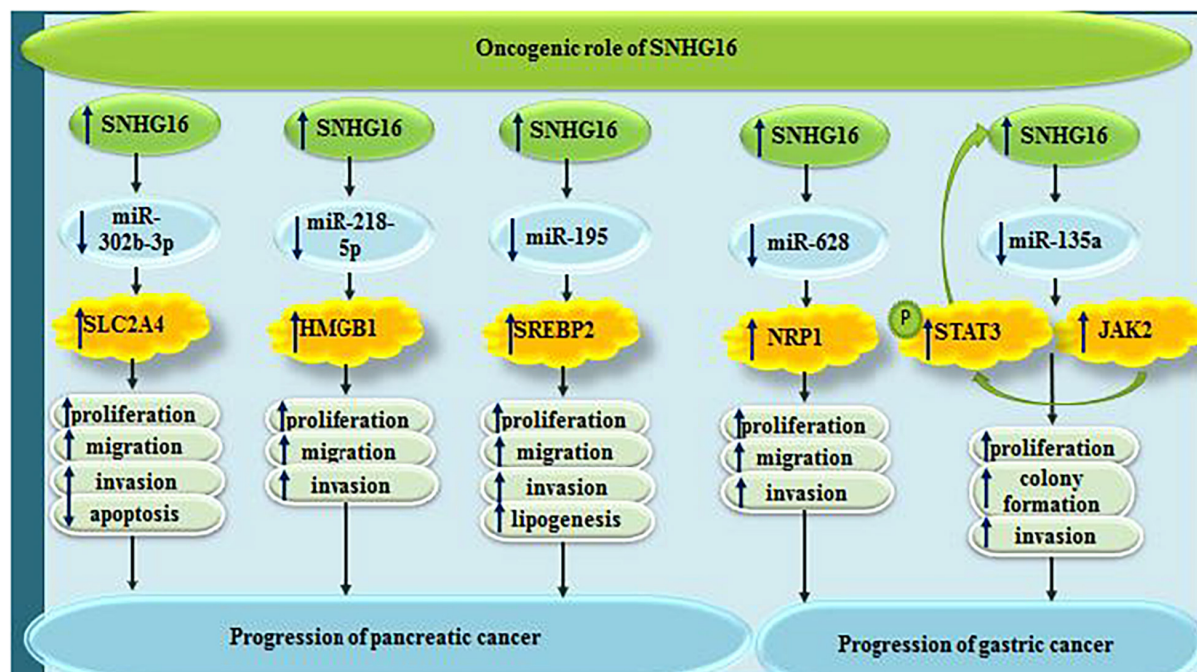 Oncogenic role of SNHG16
SNHG16
SNHG16
SNHG16
SNHG16
SNHG16
miR-
302b-3p
miR-218-
5p
miR-195
miR-628
miR-135a
SLC2A4
HMGB1
SREBP2
NRP1
P
STAT3
JAK2
proliferation
migration
invasion
apoptosis
proliferation
migration
invasion
proliferation
migration
invasion
lipogenesis
proliferation
migration
invasion
proliferation
colony
formation
invasion
Progression of pancreatic cancer
Progression of gastric cancer